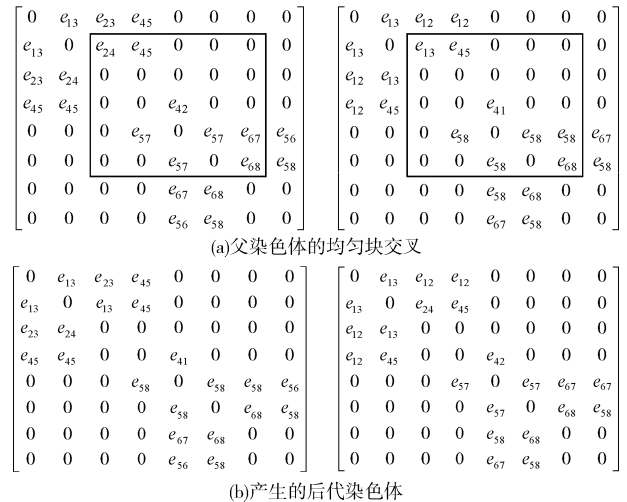 0 e13 e23 e45 0 0 0 0
e13 0 e24 e45 0 0 0 0
e23 e24 0 0 0 0 0 0
e45 e45 0 0 e42 0 0 0
0 0 0 e57 0 e57 e67 e56
0 0 0 0 e57 0 e68 e58
0 0 0 0 e67 e68 0 0
0 0 0 0 e56 e58 0 0
0 e13 e12 e12 0 0 0 0
e13 0 e13 e45 0 0 0 0
e12 e13 0 0 0 0 0 0
e12 e45 0 0 e41 0 0 0
0 0 0 e58 0 e58 e58 e67
0 0 0 0 e58 0 e68 e58
0 0 0 0 e58 e68 0 0
0 0 0 0 e67 e58 0 0
(a)父染色体的均匀块交叉
0 e13 e23 e45 0 0 0 0
e13 0 e13 e45 0 0 0 0
e23 e24 0 0 0 0 0 0
e45 e45 0 0 e41 0 0 0
0 0 0 e58 0 e58 e58 e56
0 0 0 0 e58 0 e68 e58
0 0 0 0 e67 e68 0 0
0 0 0 0 e56 e58 0 0
0 e13 e12 e12 0 0 0 0
e13 0 e24 e45 0 0 0 0
e12 e13 0 0 0 0 0 0
e12 e45 0 0 e42 0 0 0
0 0 0 e57 0 e57 e67 e67
0 0 0 0 e57 0 e68 e58
0 0 0 0 e58 e68 0 0
0 0 0 0 e67 e58 0 0
(b)产生的后代染色体